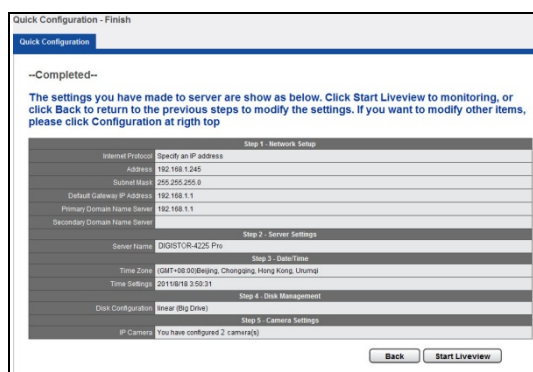 Quick Configuration - Finish
Quick Configuration
--Completed--
The settings you have made to server are show as below. Click Start Liveview to monitoring, or
click Back to return to the previous steps to modify the settings. If you want to modify other items,
please click Configuration at rigth top
Step 1 - Network Setup
Internet Protocol Specify an IP address
Address 192.168.1.245
Subnet Mask 255.255.255.0
Default Gateway IP Address 192.168.1.1
Primary Domain Name Server 192.168.1.1
Secondary Domain Name Server
Step 2 - Server Settings
Server Name DIGISTOR-4225 Pro
Step 3 - Date/Time
Time Zone (GMT+08:00)Beijing, Chongqing, Hong Kong, Urumqi
Time Settings 2011/8/18 3:50:31
Step 4 - Disk Management
Disk Configuration linear (Big Drive)
Step 5 - Camera Settings
IP Camera You have configured 2 camera(s)
Back Start Liveview